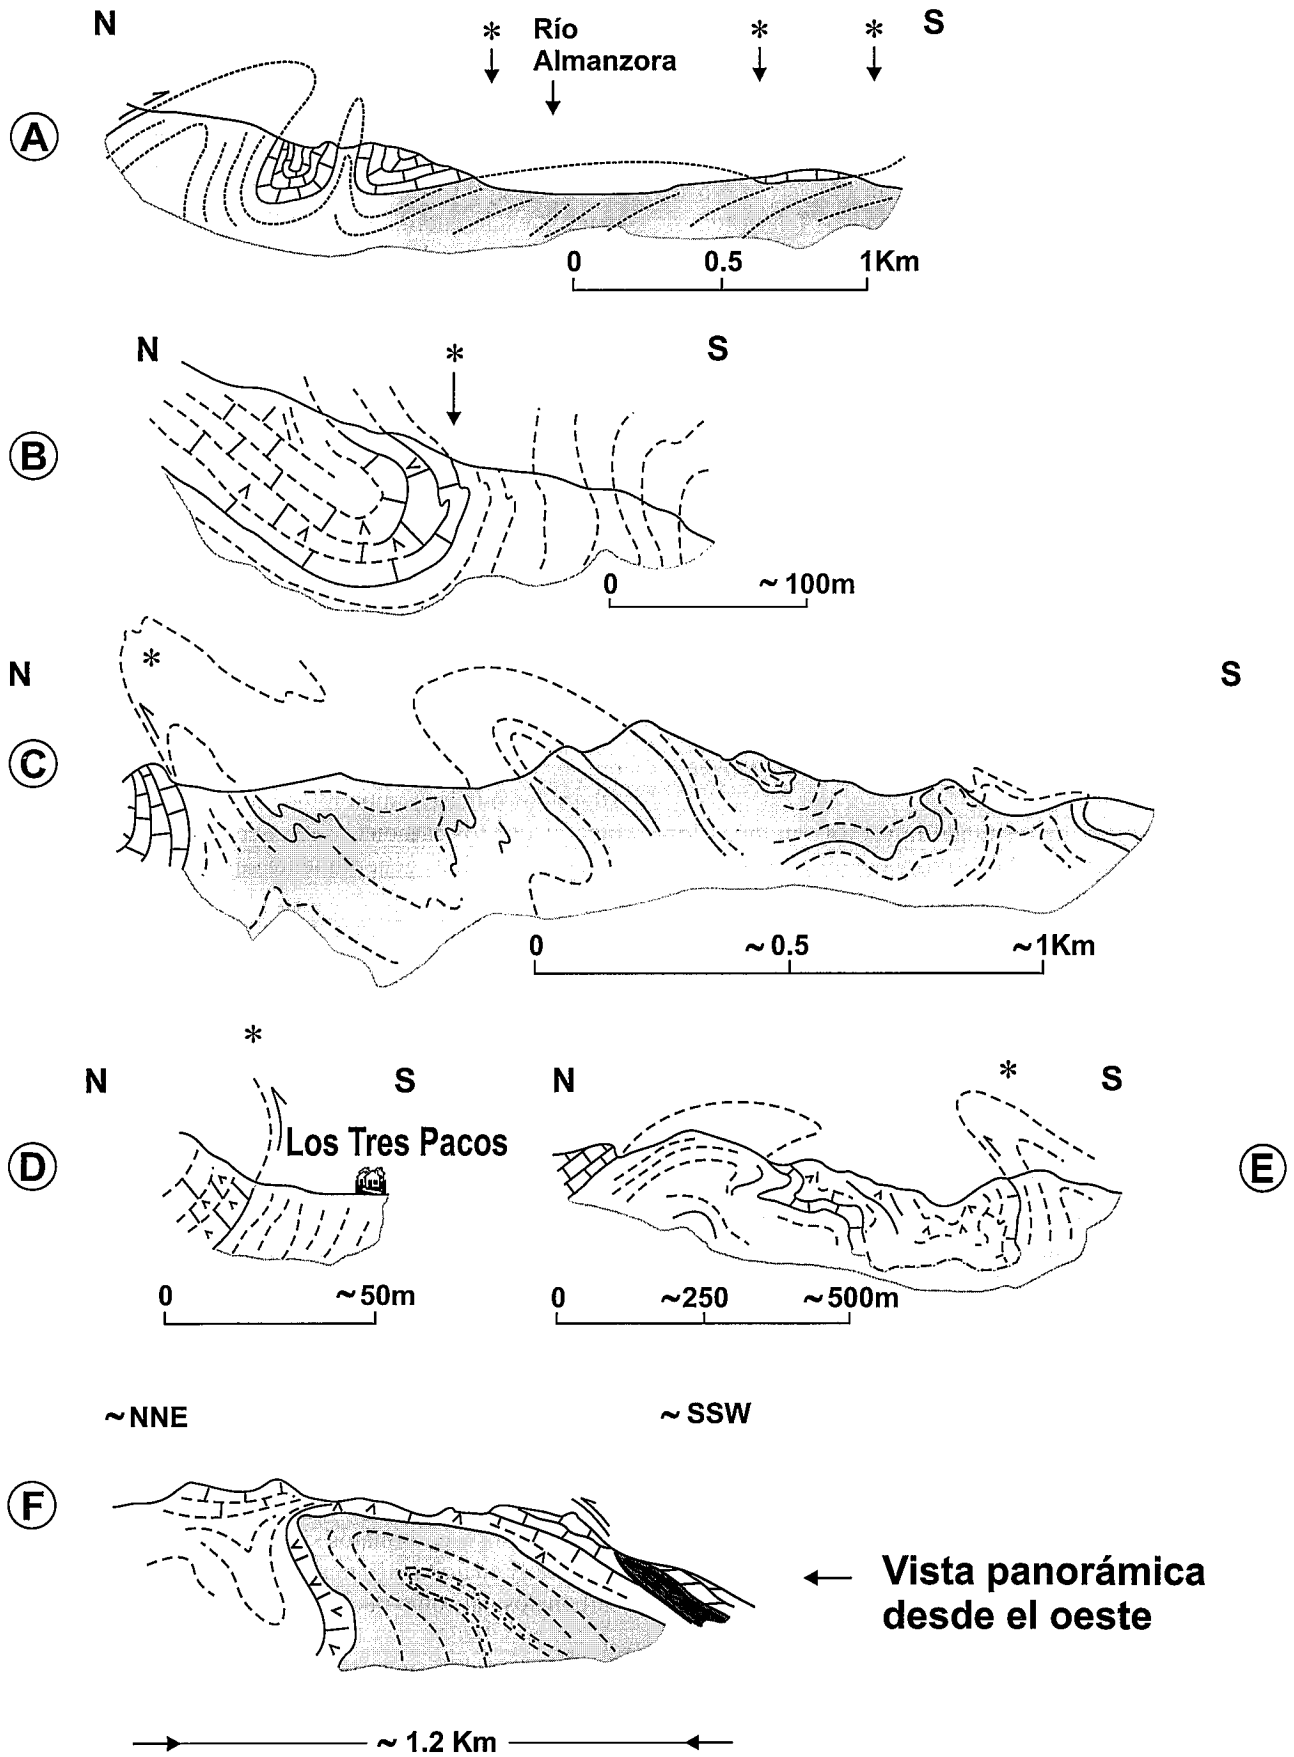 N * Río * * S
Almanzora
A
0 0.5 1Km
N * S
B
0 ~ 100m
N * S
C
0 ~ 0.5 ~ 1Km
N * S
Los Tres Pacos
D
0 ~ 50m
N * S
E
0 ~250 ~ 500m
~ NNE ~ SSW
F
Vista panorámica
desde el oeste
~ 1.2 Km